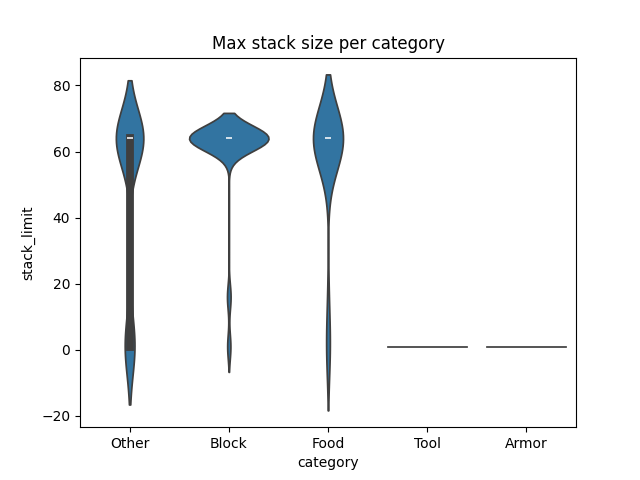 Max stack size per category
stack_limit
80
60
40
20
0
−20
Other Block Food Tool Armor
category